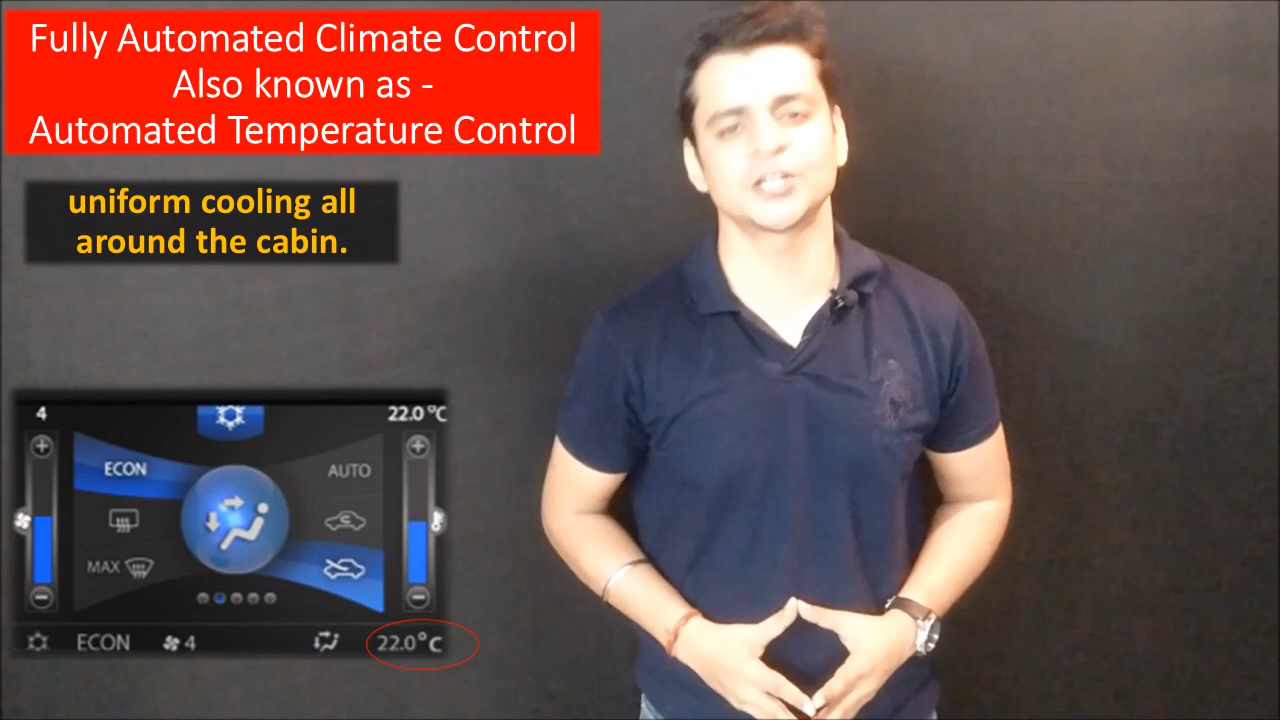 Fully Automated Climate Control
Also known as -
Automated Temperature Control
uniform cooling all
around the cabin.
4
22.0 °C
ECON
AUTO
MAX
ECON
4
22.0°C